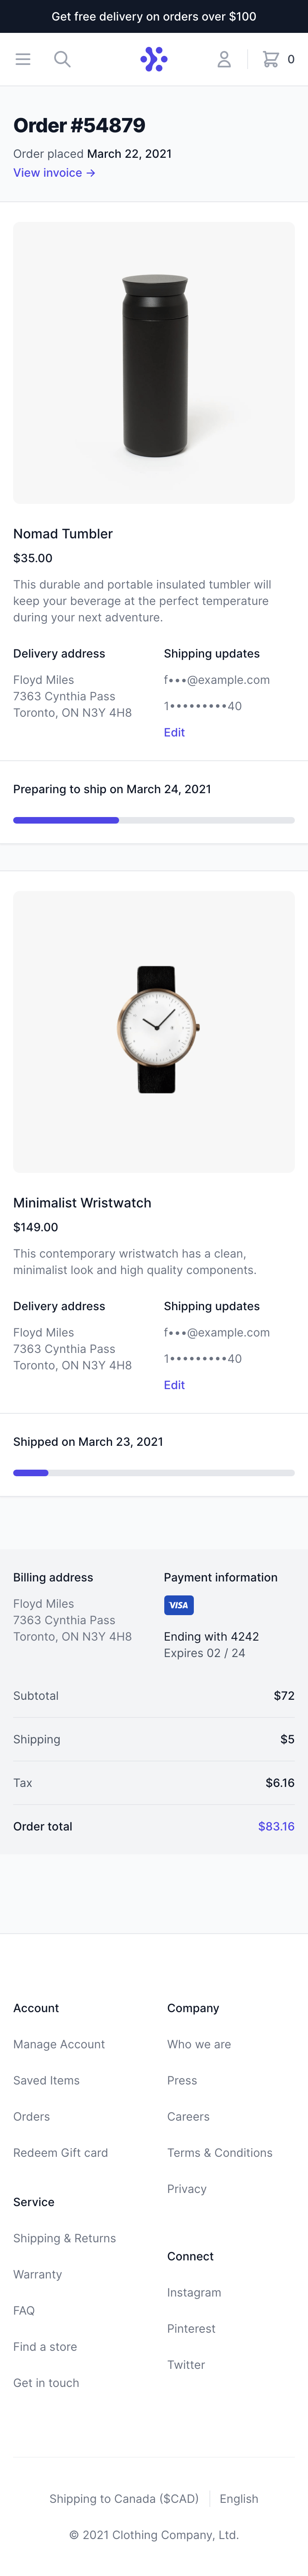 Get free delivery on orders over $100
0
Order #54879
Order placed March 22, 2021
View invoice →
Nomad Tumbler
$35.00
This durable and portable insulated tumbler will
keep your beverage at the perfect temperature
during your next adventure.
Delivery address
Floyd Miles
7363 Cynthia Pass
Toronto, ON N3Y 4H8
Shipping updates
f•••@example.com
1•••••••••40
Edit
Preparing to ship on March 24, 2021
Minimalist Wristwatch
$149.00
This contemporary wristwatch has a clean,
minimalist look and high quality components.
Delivery address
Floyd Miles
7363 Cynthia Pass
Toronto, ON N3Y 4H8
Shipping updates
f•••@example.com
1•••••••••40
Edit
Shipped on March 23, 2021
Billing address
Floyd Miles
7363 Cynthia Pass
Toronto, ON N3Y 4H8
Payment information
VISA
Ending with 4242
Expires 02 / 24
Subtotal $72
Shipping $5
Tax $6.16
Order total $83.16
Account
Manage Account
Saved Items
Orders
Redeem Gift card
Service
Shipping & Returns
Warranty
FAQ
Find a store
Get in touch
Company
Who we are
Press
Careers
Terms & Conditions
Privacy
Connect
Instagram
Pinterest
Twitter
Shipping to Canada ($CAD) English
© 2021 Clothing Company, Ltd.